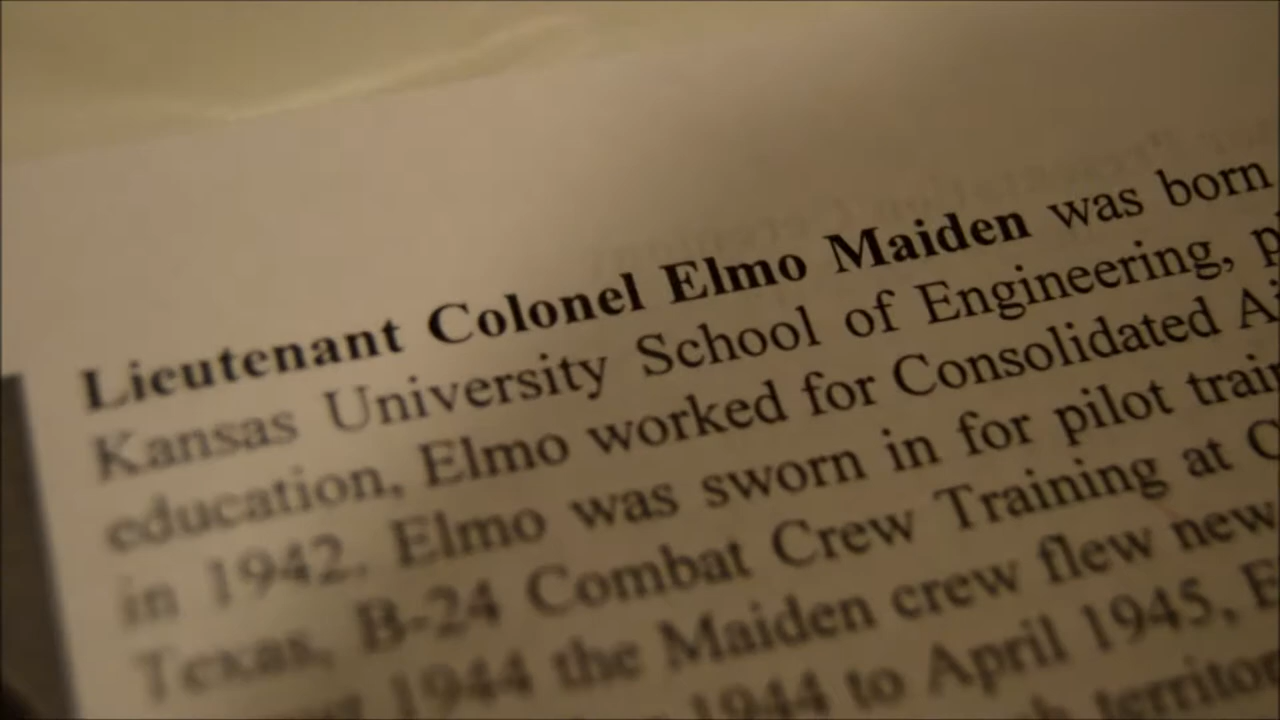 Lieutenant Colonel Elmo Maiden was born
Kansas University School of Engineering,
education, Elmo worked for Consolidated
in 1942. Elmo was sworn in for pilot
Texas, B-24 Combat Crew Training at
1944 the Maiden crew flew new
1944 to April 1945,